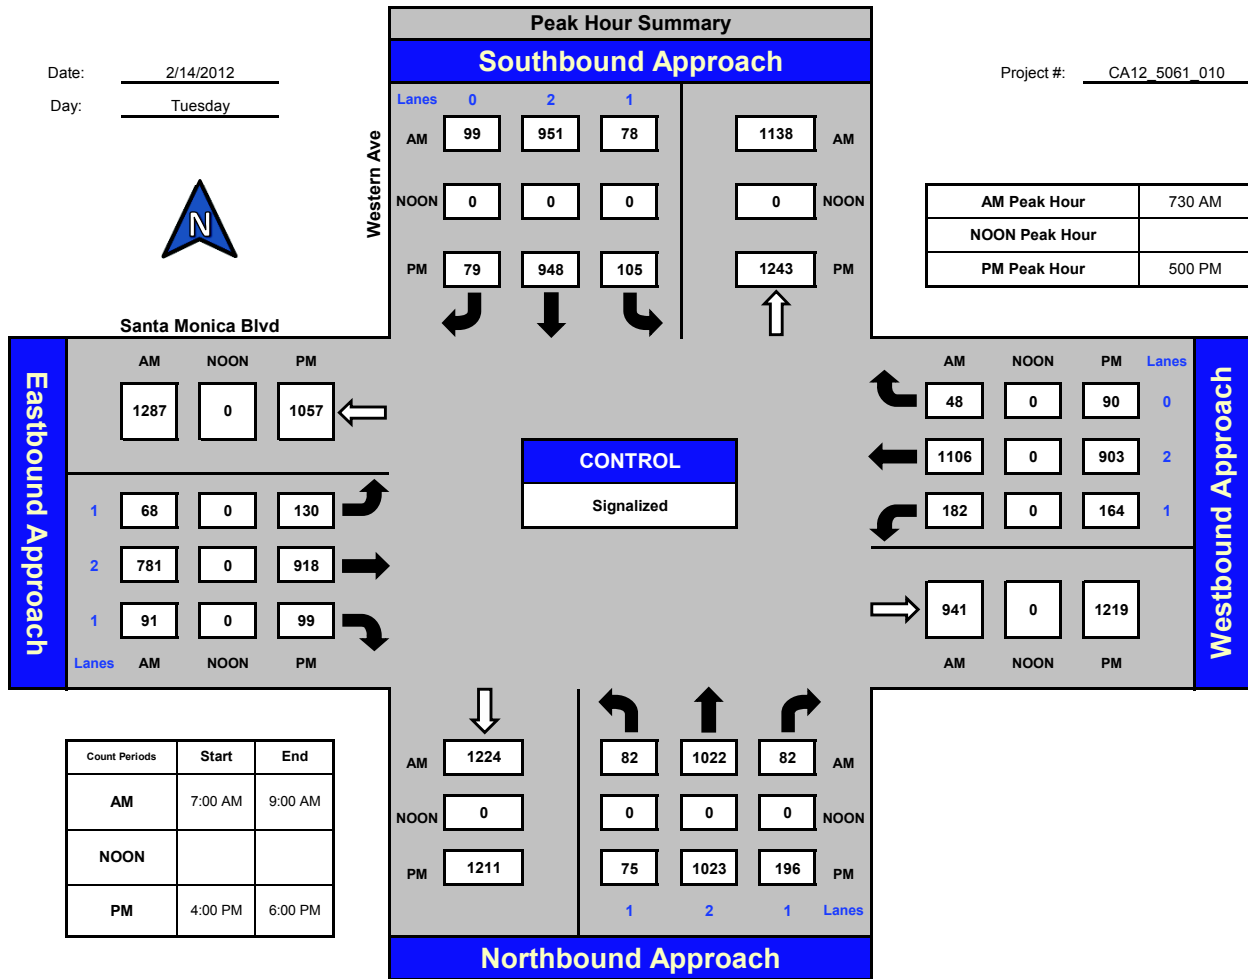 Peak Hour Summary
Southbound Approach
Date: 2/14/2012
Project #: CA12_5061_010
Day: Tuesday
Lanes 0 2 1
AM 99 951 78 1138 AM
Western Ave
NOON 0 0 0 0 NOON
PM 79 948 105 1243 PM
N
AM Peak Hour 730 AM
NOON Peak Hour
PM Peak Hour 500 PM
Santa Monica Blvd
Eastbound Approach
AM NOON PM
1287 0 1057
1 68 0 130
2 781 0 918
1 91 0 99
Lanes AM NOON PM
CONTROL
Signalized
AM NOON PM Lanes
48 0 90 0
1106 0 903 2
182 0 164 1
941 0 1219
AM NOON PM
Westbound Approach
Count Periods Start End
AM 7:00 AM 9:00 AM
NOON
PM 4:00 PM 6:00 PM
AM 1224 82 1022 82 AM
NOON 0 0 0 0 NOON
PM 1211 75 1023 196 PM
1 2 1 Lanes
Northbound Approach